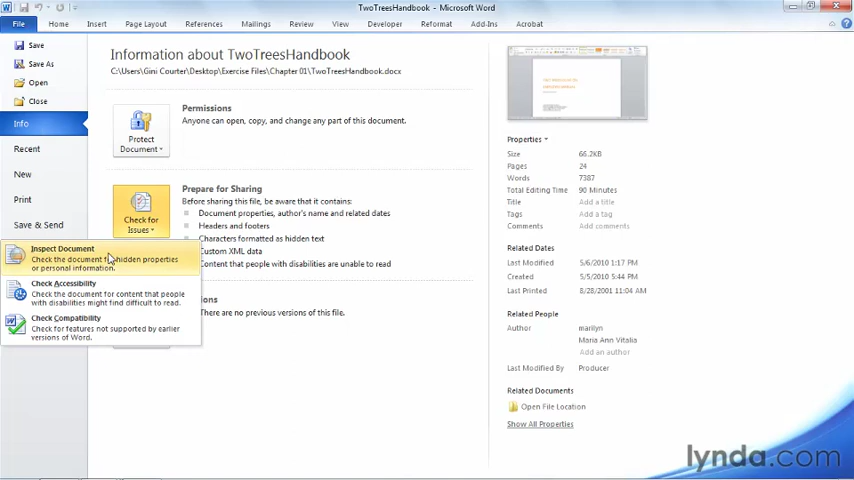 TwoTreesHandbook - Microsoft Word
File Home Insert Page Layout References Mailings Review View Developer Reformat Add-Ins Acrobat
Save
Save As
Open
Close
Info
Recent
New
Print
Save & Send
Information about TwoTreesHandbook
C:\Users\Gini Courter\Desktop\Exercise Files\Chapter 01\TwoTreesHandbook.docx
Protect
Document
Permissions
Anyone can open, copy, and change any part of this document.
Check for
Issues
Prepare for Sharing
Before sharing this file, be aware that it contains:
Document properties, author's name and related dates
Headers and footers
Characters formatted as hidden text
Custom XML data
Content that people with disabilities are unable to read
Inspect Document
Check the document for hidden properties
or personal information.
Check Accessibility
Check the document for content that people
with disabilities might find difficult to read.
Check Compatibility
Check for features not supported by earlier
versions of Word.
There are no previous versions of this file.
Properties
Size 66.2KB
Pages 24
Words 7387
Total Editing Time 90 Minutes
Title Add a title
Tags Add a tag
Comments Add comments
Related Dates
Last Modified 5/6/2010 1:17 PM
Created 5/5/2010 5:44 PM
Last Printed 8/28/2001 11:04 AM
Related People
Author marilyn
Maria Ann Vitalia
Add an author
Last Modified By Producer
Related Documents
Open File Location
Show All Properties
lynda.com